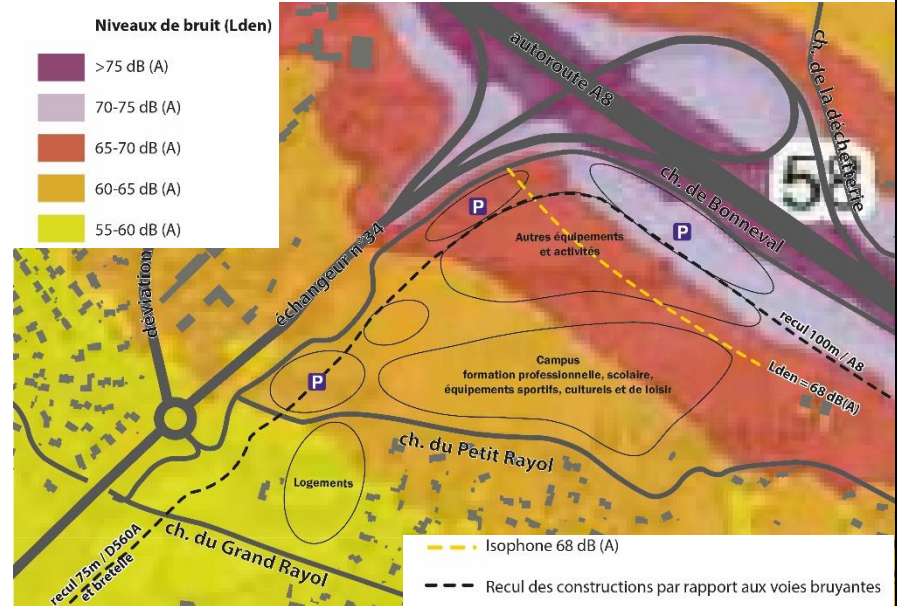 Niveaux de bruit (Lden)
>75 dB (A)
70-75 dB (A)
65-70 dB (A)
60-65 dB (A)
55-60 dB (A)
autoroute A8
ch. de la déchetterie
ch. de Bonneval
échangeur n°34
déviation
P
P
Autres équipements
et activités
recul 100m / A8
Lden = 68 dB(A)
Campus
formation professionnelle, scolaire,
équipements sportifs, culturels et de loisir
P
ch. du Petit Rayol
Logements
ch. du Grand Rayol
recul 75m / D560A
et bretelle
Isophone 68 dB (A)
Recul des constructions par rapport aux voies bruyantes